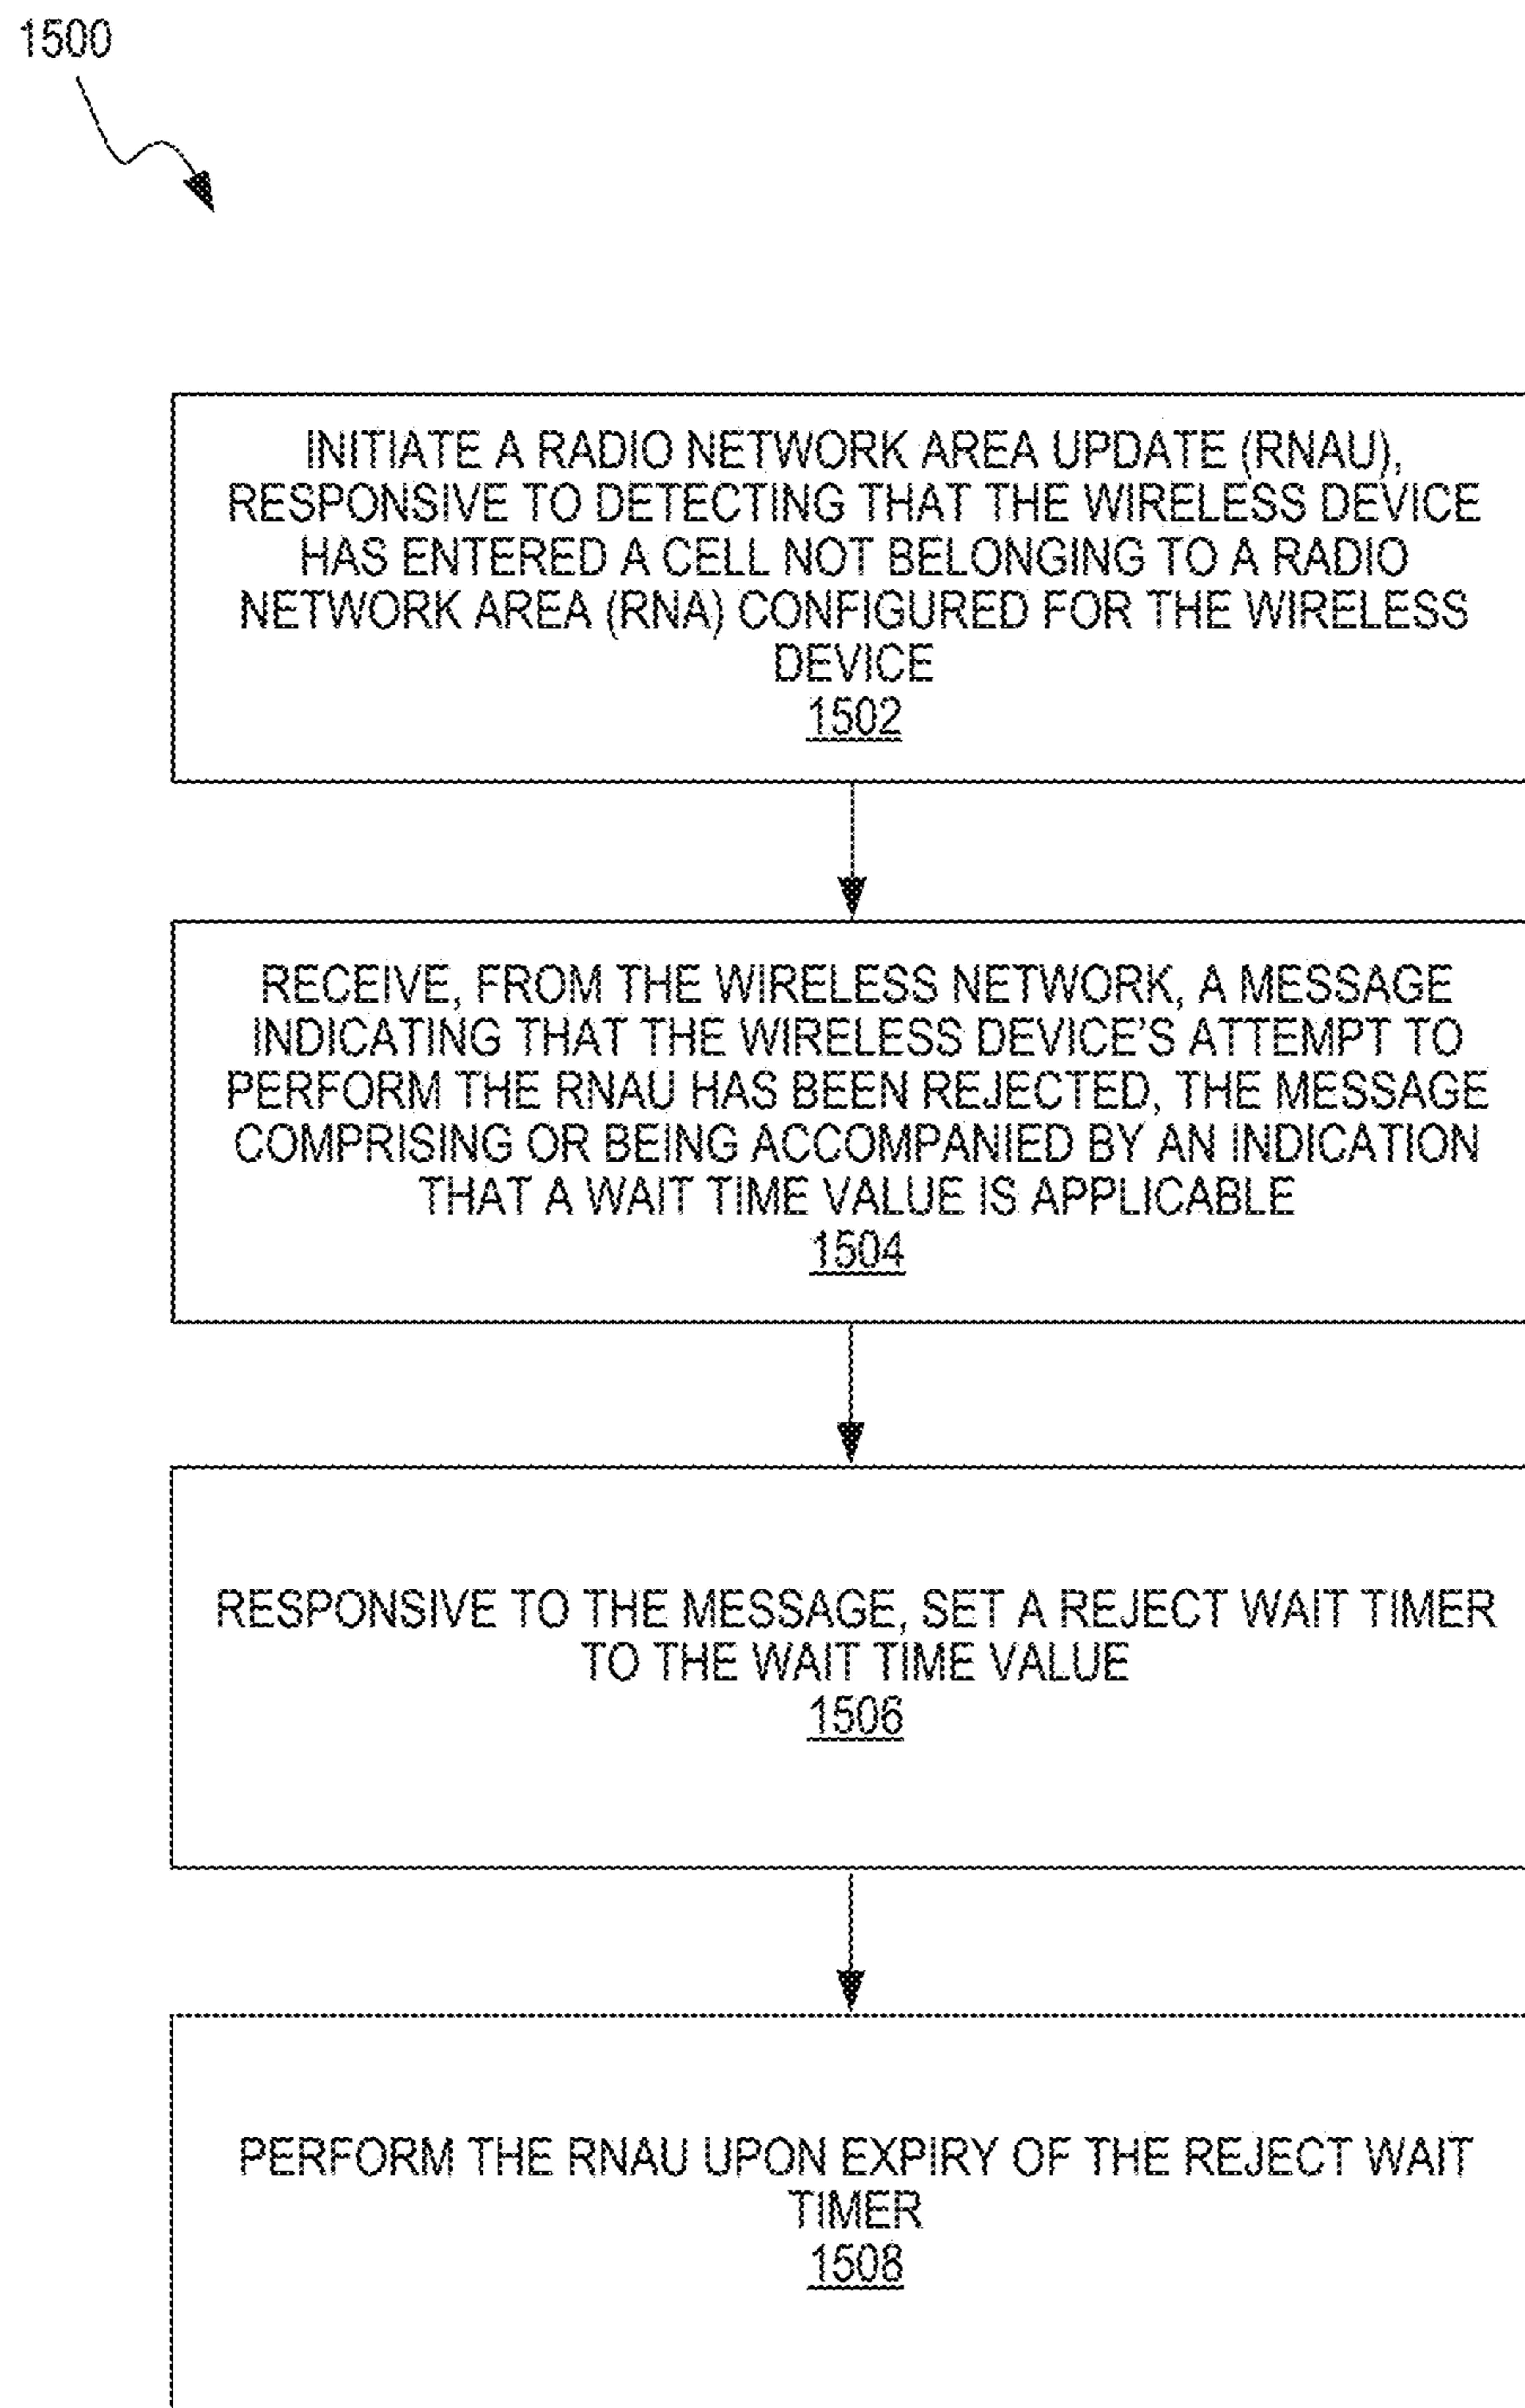 1500
INITIATE A RADIO NETWORK AREA UPDATE (RNAU),
RESPONSIVE TO DETECTING THAT THE WIRELESS DEVICE
HAS ENTERED A CELL NOT BELONGING TO A RADIO
NETWORK AREA (RNA) CONFIGURED FOR THE WIRELESS
DEVICE
1502
RECEIVE, FROM THE WIRELESS NETWORK, A MESSAGE
INDICATING THAT THE WIRELESS DEVICE'S ATTEMPT TO
PERFORM THE RNAU HAS BEEN REJECTED, THE MESSAGE
COMPRISING OR BEING ACCOMPANIED BY AN INDICATION
THAT A WAIT TIME VALUE IS APPLICABLE
1504
RESPONSIVE TO THE MESSAGE, SET A REJECT WAIT TIMER
TO THE WAIT TIME VALUE
1506
PERFORM THE RNAU UPON EXPIRY OF THE REJECT WAIT
TIMER
1508